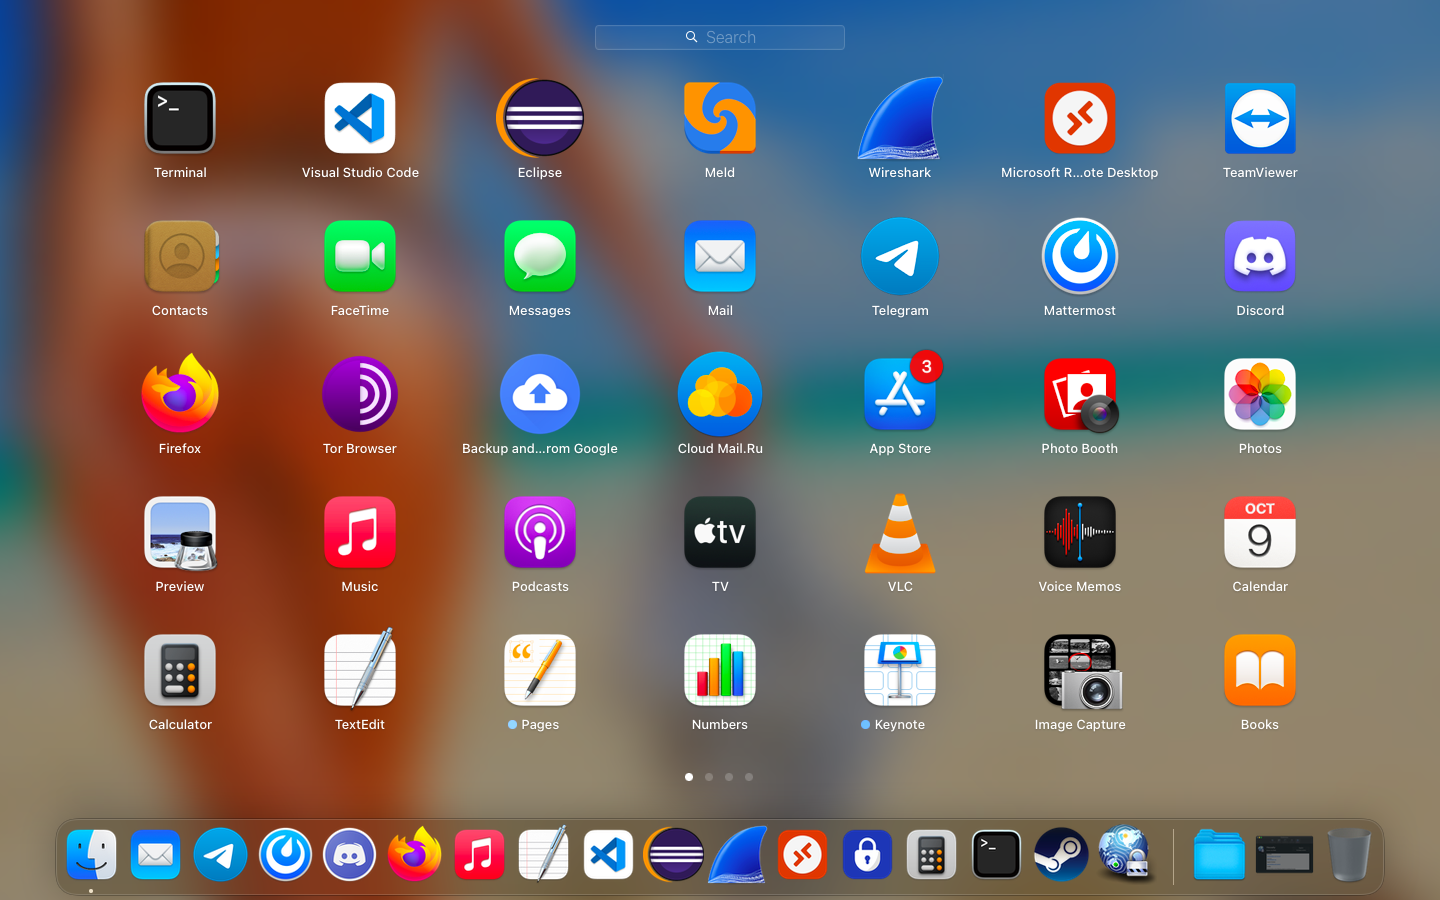 Search
>_
Terminal
Visual Studio Code
Eclipse
Meld
Wireshark
Microsoft R...ote Desktop
TeamViewer
Contacts
FaceTime
Messages
Mail
Telegram
Mattermost
Discord
3
Firefox
Tor Browser
Backup and...rom Google
Cloud Mail.Ru
App Store
Photo Booth
Photos
tv
OCT
9
Preview
Music
Podcasts
TV
VLC
Voice Memos
Calendar
“
Calculator
TextEdit
Pages
Numbers
Keynote
Image Capture
Books
>_